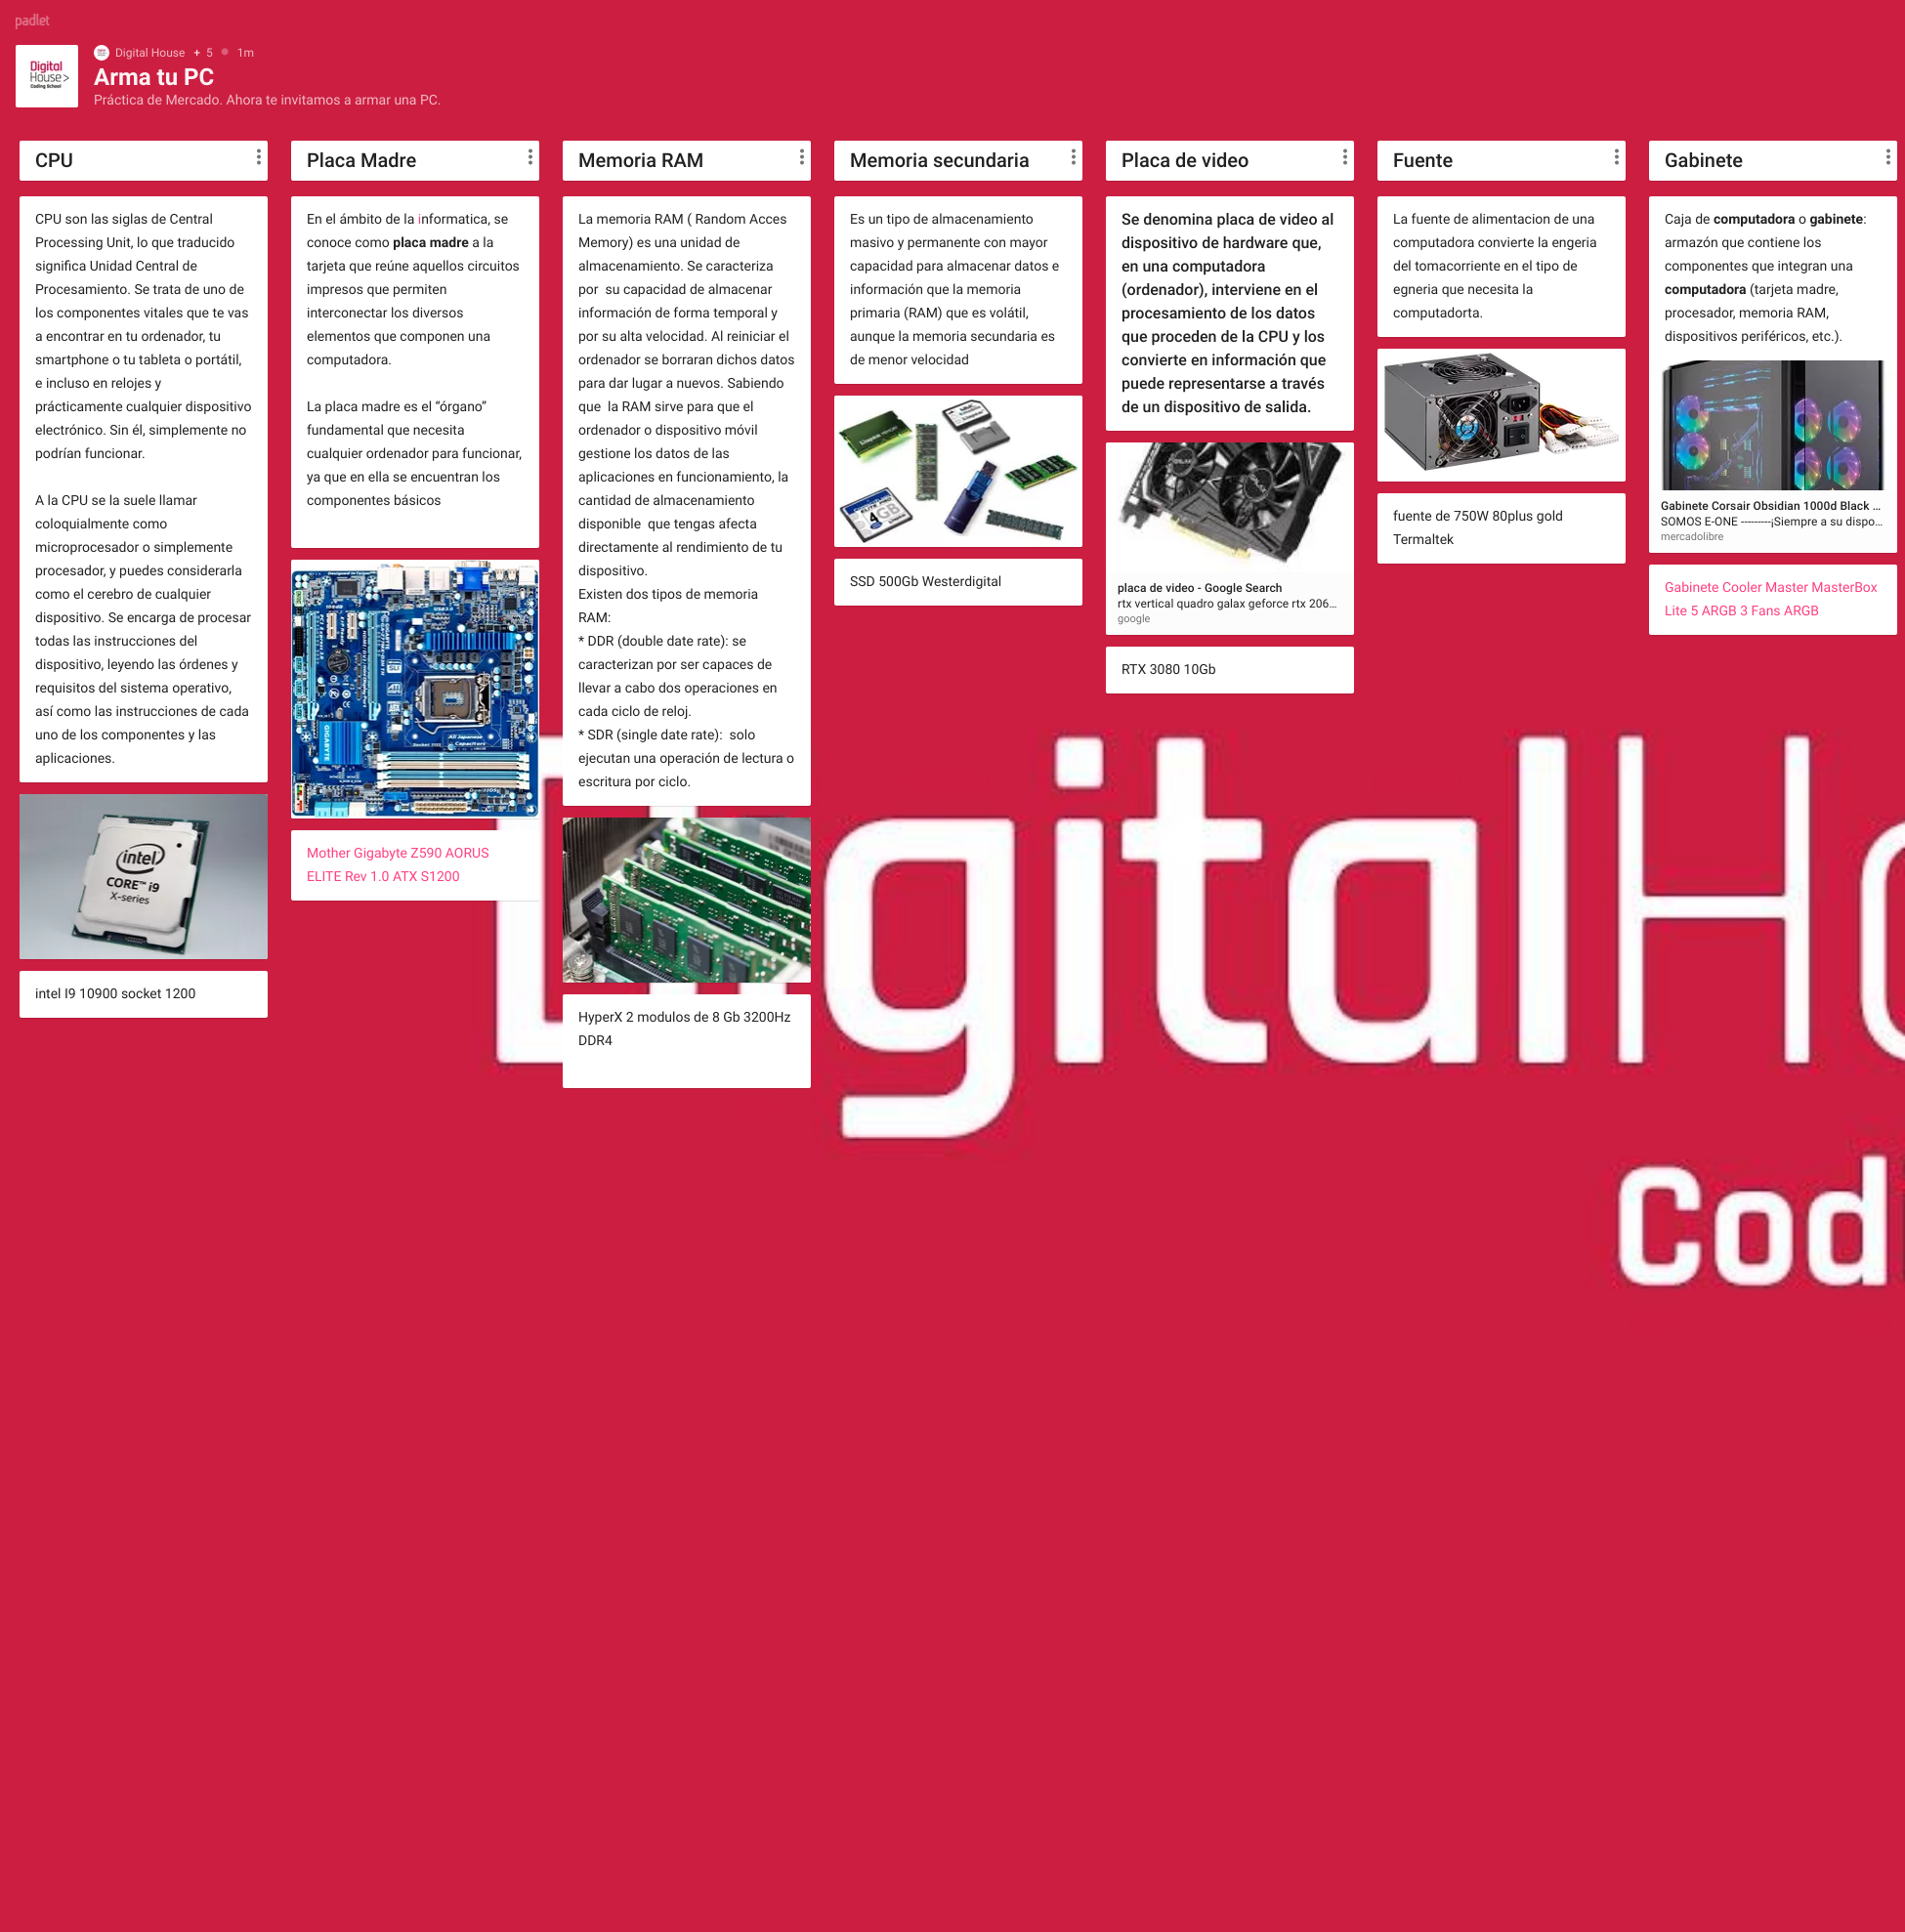 padlet
Digital
House>
Coding School
Digital House + 5 1m
Arma tu PC
Práctica de Mercado. Ahora te invitamos a armar una PC.
CPU
CPU son las siglas de Central
Processing Unit, lo que traducido
significa Unidad Central de
Procesamiento. Se trata de uno de
los componentes vitales que te vas
a encontrar en tu ordenador, tu
smartphone o tu tableta o portátil,
e incluso en relojes y
prácticamente cualquier dispositivo
electrónico. Sin él, simplemente no
podrían funcionar.
A la CPU se la suele llamar
coloquialmente como
microprocesador o simplemente
procesador, y puedes considerarla
como el cerebro de cualquier
dispositivo. Se encarga de procesar
todas las instrucciones del
dispositivo, leyendo las órdenes y
requisitos del sistema operativo,
así como las instrucciones de cada
uno de los componentes y las
aplicaciones.
intel
CORE™ i9
X-series
intel I9 10900 socket 1200
Placa Madre
En el ámbito de la informatica, se
conoce como placa madre a la
tarjeta que reúne aquellos circuitos
impresos que permiten
interconectar los diversos
elementos que componen una
computadora.
La placa madre es el “órgano”
fundamental que necesita
cualquier ordenador para funcionar,
ya que en ella se encuentran los
componentes básicos
GIGABYTE
Mother Gigabyte Z590 AORUS
ELITE Rev 1.0 ATX S1200
Memoria RAM
La memoria RAM ( Random Acces
Memory) es una unidad de
almacenamiento. Se caracteriza
por  su capacidad de almacenar
información de forma temporal y
por su alta velocidad. Al reiniciar el
ordenador se borraran dichos datos
para dar lugar a nuevos. Sabiendo
que  la RAM sirve para que el
ordenador o dispositivo móvil
gestione los datos de las
aplicaciones en funcionamiento, la
cantidad de almacenamiento
disponible  que tengas afecta
directamente al rendimiento de tu
dispositivo.
Existen dos tipos de memoria
RAM:
* DDR (double date rate): se
caracterizan por ser capaces de
llevar a cabo dos operaciones en
cada ciclo de reloj.
* SDR (single date rate):  solo
ejecutan una operación de lectura o
escritura por ciclo.
HyperX 2 modulos de 8 Gb 3200Hz
DDR4
Memoria secundaria
Es un tipo de almacenamiento
masivo y permanente con mayor
capacidad para almacenar datos e
información que la memoria
primaria (RAM) que es volátil,
aunque la memoria secundaria es
de menor velocidad
4GB
SSD 500Gb Westerdigital
Placa de video
Se denomina placa de video al
dispositivo de hardware que,
en una computadora
(ordenador), interviene en el
procesamiento de los datos
que proceden de la CPU y los
convierte en información que
puede representarse a través
de un dispositivo de salida.
placa de video - Google Search
rtx vertical quadro galax geforce rtx 206...
google
RTX 3080 10Gb
Fuente
La fuente de alimentacion de una
computadora convierte la engeria
del tomacorriente en el tipo de
egneria que necesita la
computadorta.
fuente de 750W 80plus gold
Termaltek
Gabinete
Caja de computadora o gabinete:
armazón que contiene los
componentes que integran una
computadora (tarjeta madre,
procesador, memoria RAM,
dispositivos periféricos, etc.).
Gabinete Corsair Obsidian 1000d Black ...
SOMOS E-ONE ---------¡Siempre a su dispo...
mercadolibre
Gabinete Cooler Master MasterBox
Lite 5 ARGB 3 Fans ARGB
DigitalHo
Cod